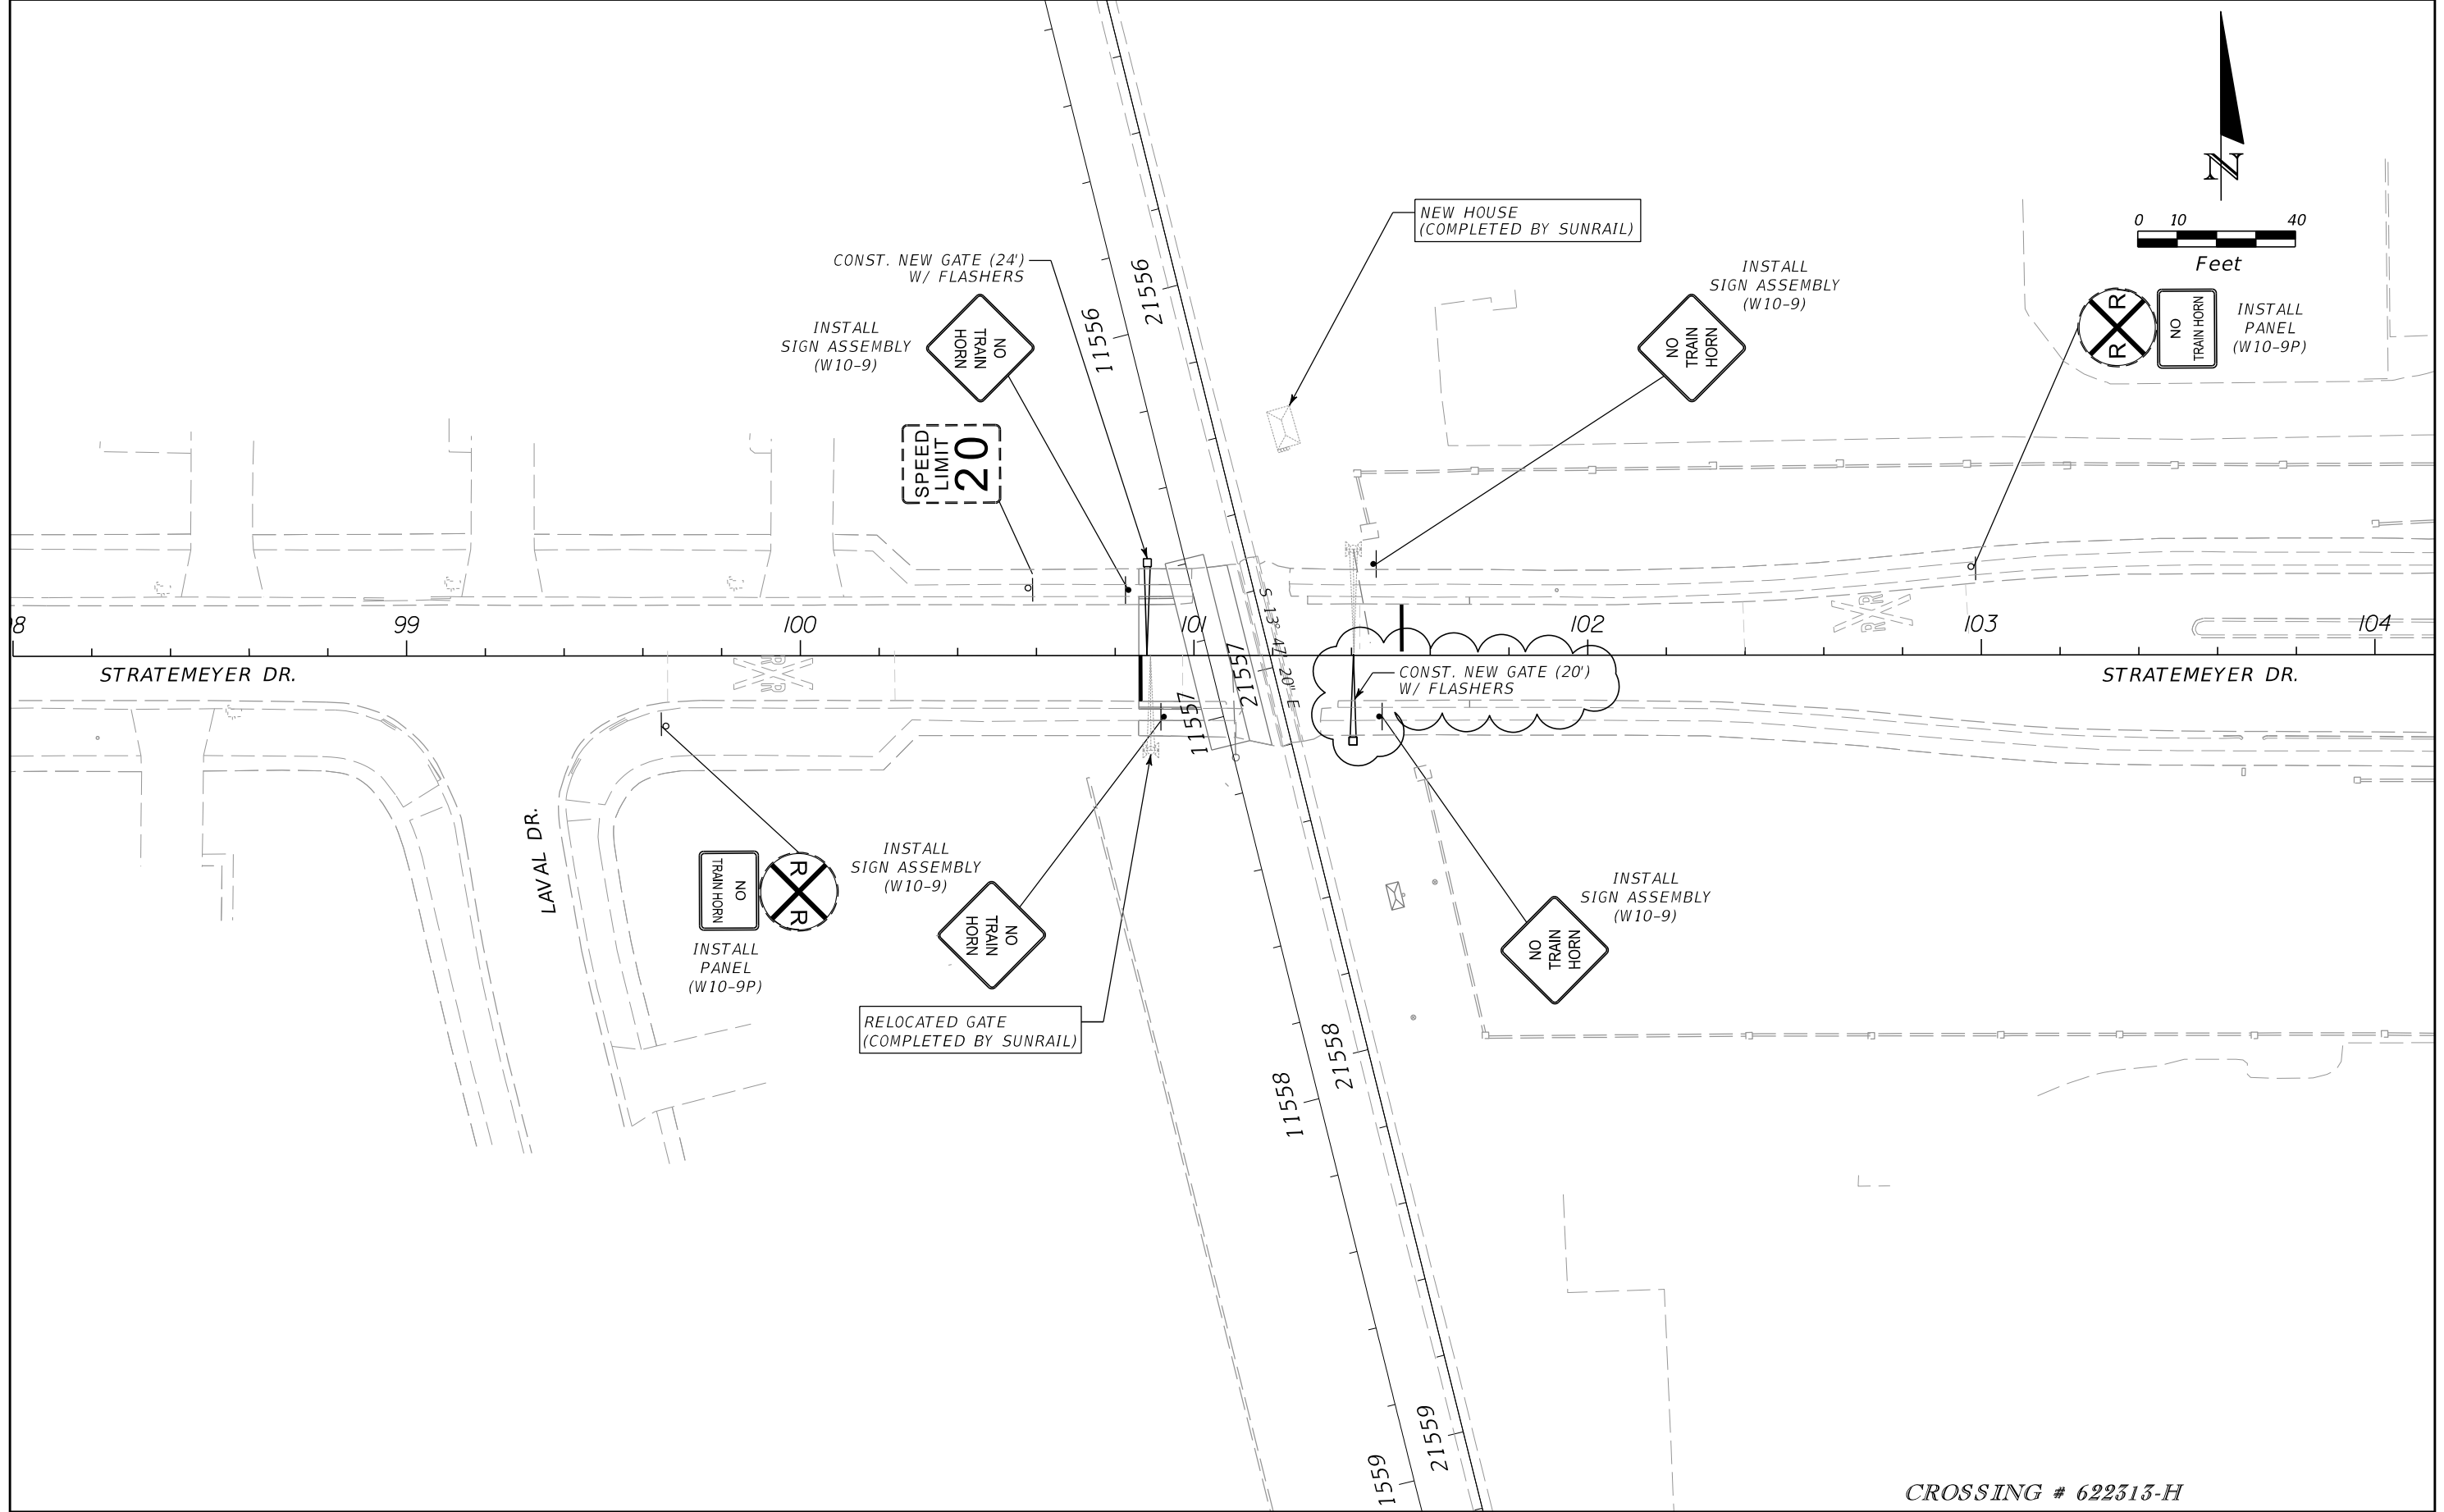 N
0 10 40
Feet
NEW HOUSE
(COMPLETED BY SUNRAIL)
CONST. NEW GATE (24')
W/ FLASHERS
INSTALL
SIGN ASSEMBLY
(W10-9)
NO
TRAIN
HORN
SPEED
LIMIT
20
11556
21556
INSTALL
SIGN ASSEMBLY
(W10-9)
NO
TRAIN
HORN
R R
NO
TRAIN HORN
INSTALL
PANEL
(W10-9P)
98 99 100 101 102 103 104
STRATEMEYER DR.
R R
11557
21557
S 13° 47' 20" E
CONST. NEW GATE (20')
W/ FLASHERS
R R
STRATEMEYER DR.
LAVAL DR.
NO
TRAIN HORN
R R
INSTALL
PANEL
(W10-9P)
INSTALL
SIGN ASSEMBLY
(W10-9)
NO
TRAIN
HORN
RELOCATED GATE
(COMPLETED BY SUNRAIL)
INSTALL
SIGN ASSEMBLY
(W10-9)
NO
TRAIN
HORN
11558
21558
1559
21559
CROSSING # 622313-H